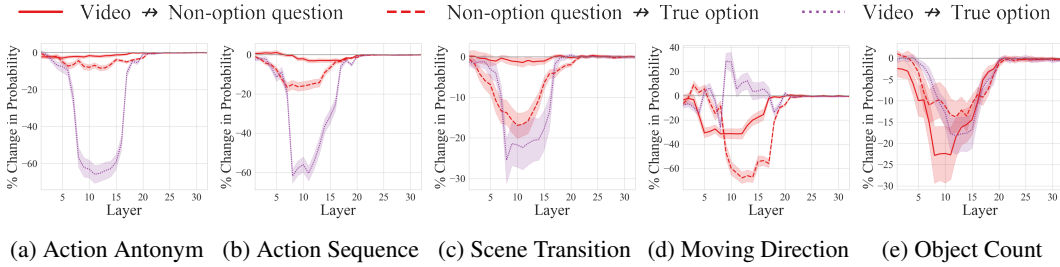 Video ↛ Non-option question Non-option question ↛ True option Video ↛ True option
% Change in Probability
0
−20
−40
−60
5 10 15 20 25 30
Layer
% Change in Probability
0
−20
−40
−60
5 10 15 20 25 30
Layer
% Change in Probability
0
−10
−20
−30
5 10 15 20 25 30
Layer
% Change in Probability
40
20
0
−20
−40
−60
5 10 15 20 25 30
Layer
% Change in Probability
0
−5
−10
−15
−20
−25
−30
5 10 15 20 25 30
Layer
(a) Action Antonym (b) Action Sequence (c) Scene Transition (d) Moving Direction (e) Object Count